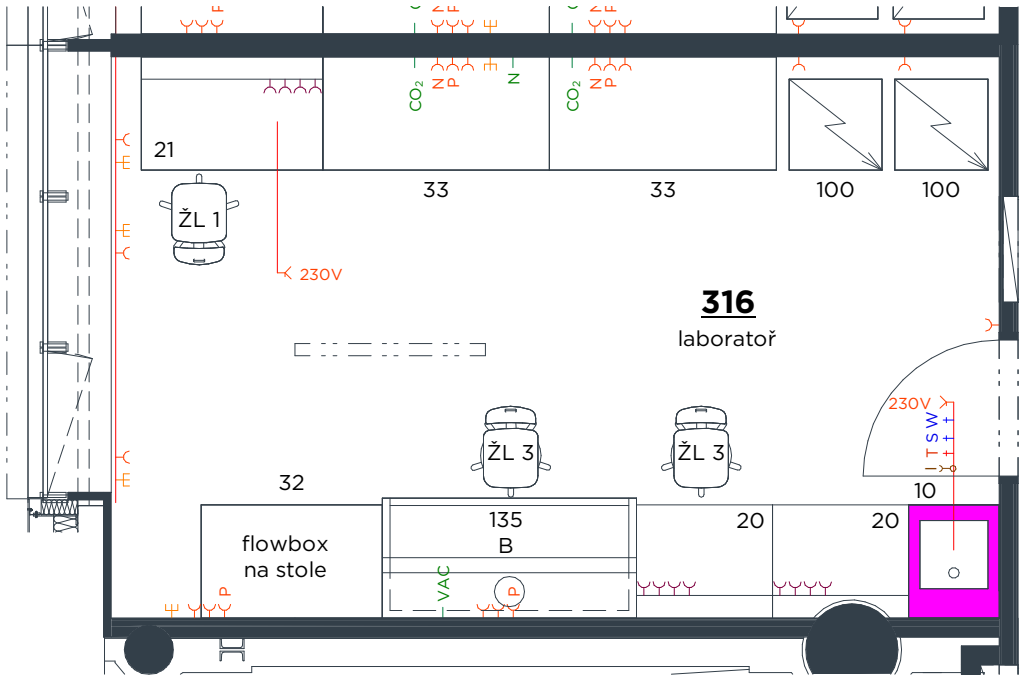 P
N
P
N
P
CO₂
N
P
E
N
CO₂
N
P
21
33
33
100
100
E
ŽL 1
E
230V
316
laboratoř
230V
W
S
T
I
ŽL 3
ŽL 3
E
32
10
flowbox
na stole
135
B
20
20
VAC
E
P
P